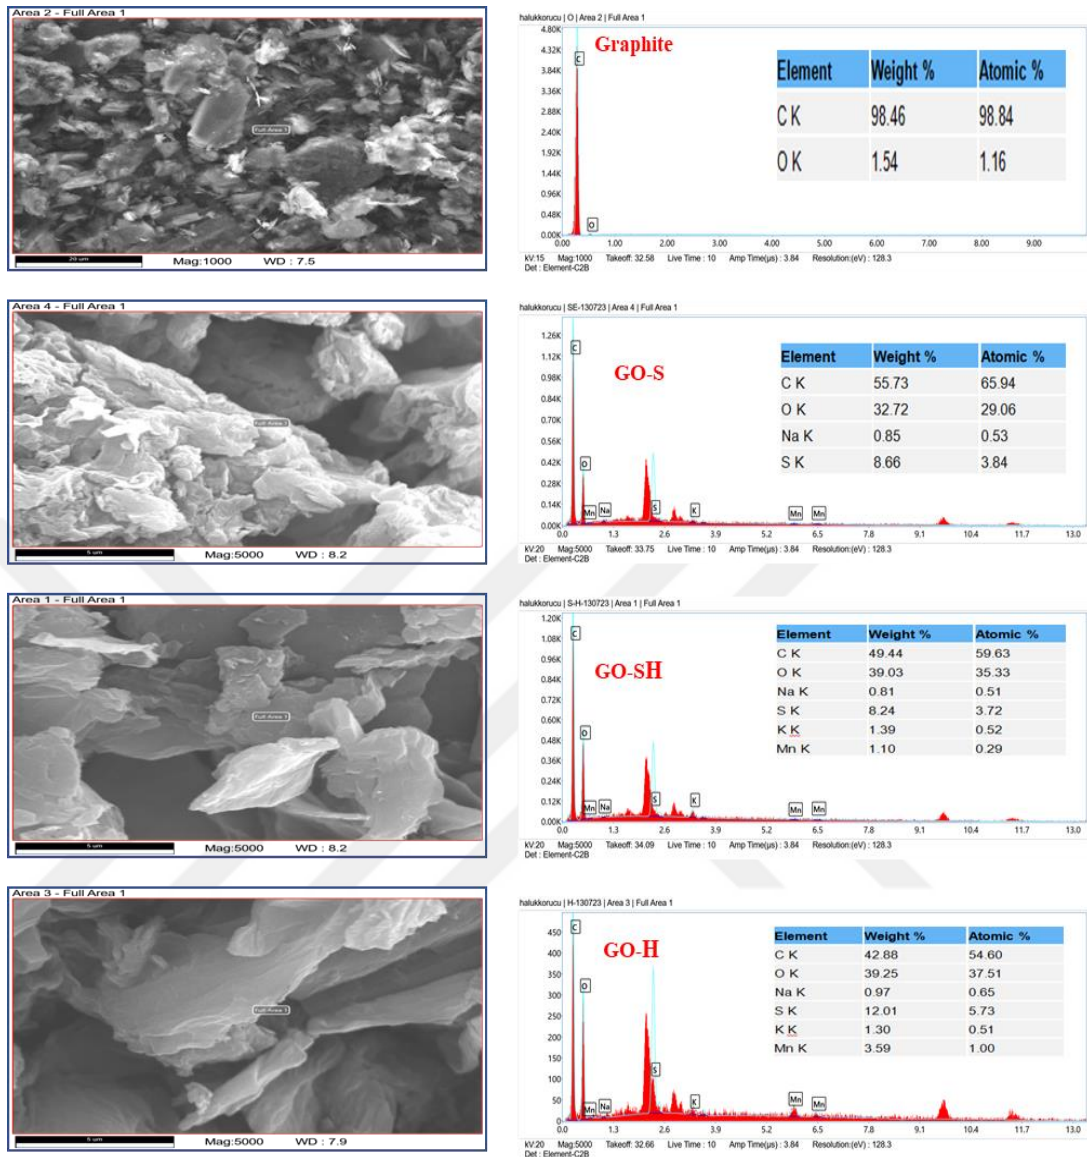 Area 2 - Full Area 1
Full Area 1
20 um Mag:1000 WD : 7.5
halukkorucu | O | Area 2 | Full Area 1
Graphite
4.80K
4.32K
3.84K
3.36K
2.88K
2.40K
1.92K
1.44K
0.96K
0.48K
0.00K
C
O
Element Weight % Atomic %
C K 98.46 98.84
O K 1.54 1.16
0.00 1.00 2.00 3.00 4.00 5.00 6.00 7.00 8.00 9.00
kV:15 Mag:1000 Takeoff: 32.58 Live Time : 10 Amp Time(µs) : 3.84 Resolution:(eV) : 128.3
Det : Element-C2B
Area 4 - Full Area 1
Full Area 1
5 um Mag:5000 WD : 8.2
halukkorucu | SE-130723 | Area 4 | Full Area 1
GO-S
1.26K
1.12K
0.98K
0.84K
0.70K
0.56K
0.42K
0.28K
0.14K
0.00K
C
O
Mn Na S K Mn Mn
Element Weight % Atomic %
C K 55.73 65.94
O K 32.72 29.06
Na K 0.85 0.53
S K 8.66 3.84
0.0 1.3 2.6 3.9 5.2 6.5 7.8 9.1 10.4 11.7 13.0
kV:20 Mag:5000 Takeoff: 33.75 Live Time : 10 Amp Time(µs) : 3.84 Resolution:(eV) : 128.3
Det : Element-C2B
Area 1 - Full Area 1
Full Area 1
5 um Mag:5000 WD : 8.2
halukkorucu | S-H-130723 | Area 1 | Full Area 1
GO-SH
1.20K
1.08K
0.96K
0.84K
0.72K
0.60K
0.48K
0.36K
0.24K
0.12K
0.00K
C
O
Mn Na S K Mn Mn
Element Weight % Atomic %
C K 49.44 59.63
O K 39.03 35.33
Na K 0.81 0.51
S K 8.24 3.72
K K 1.39 0.52
Mn K 1.10 0.29
0.0 1.3 2.6 3.9 5.2 6.5 7.8 9.1 10.4 11.7 13.0
kV:20 Mag:5000 Takeoff: 34.09 Live Time : 10 Amp Time(µs) : 3.84 Resolution:(eV) : 128.3
Det : Element-C2B
Area 3 - Full Area 1
Full Area 1
5 um Mag:5000 WD : 7.9
halukkorucu | H-130723 | Area 3 | Full Area 1
GO-H
450
400
350
300
250
200
150
100
50
0
C
O
Mn Na S K Mn Mn
Element Weight % Atomic %
C K 42.88 54.60
O K 39.25 37.51
Na K 0.97 0.65
S K 12.01 5.73
K K 1.30 0.51
Mn K 3.59 1.00
0.0 1.3 2.6 3.9 5.2 6.5 7.8 9.1 10.4 11.7 13.0
kV:20 Mag:5000 Takeoff: 32.66 Live Time : 10 Amp Time(µs) : 3.84 Resolution:(eV) : 128.3
Det : Element-C2B